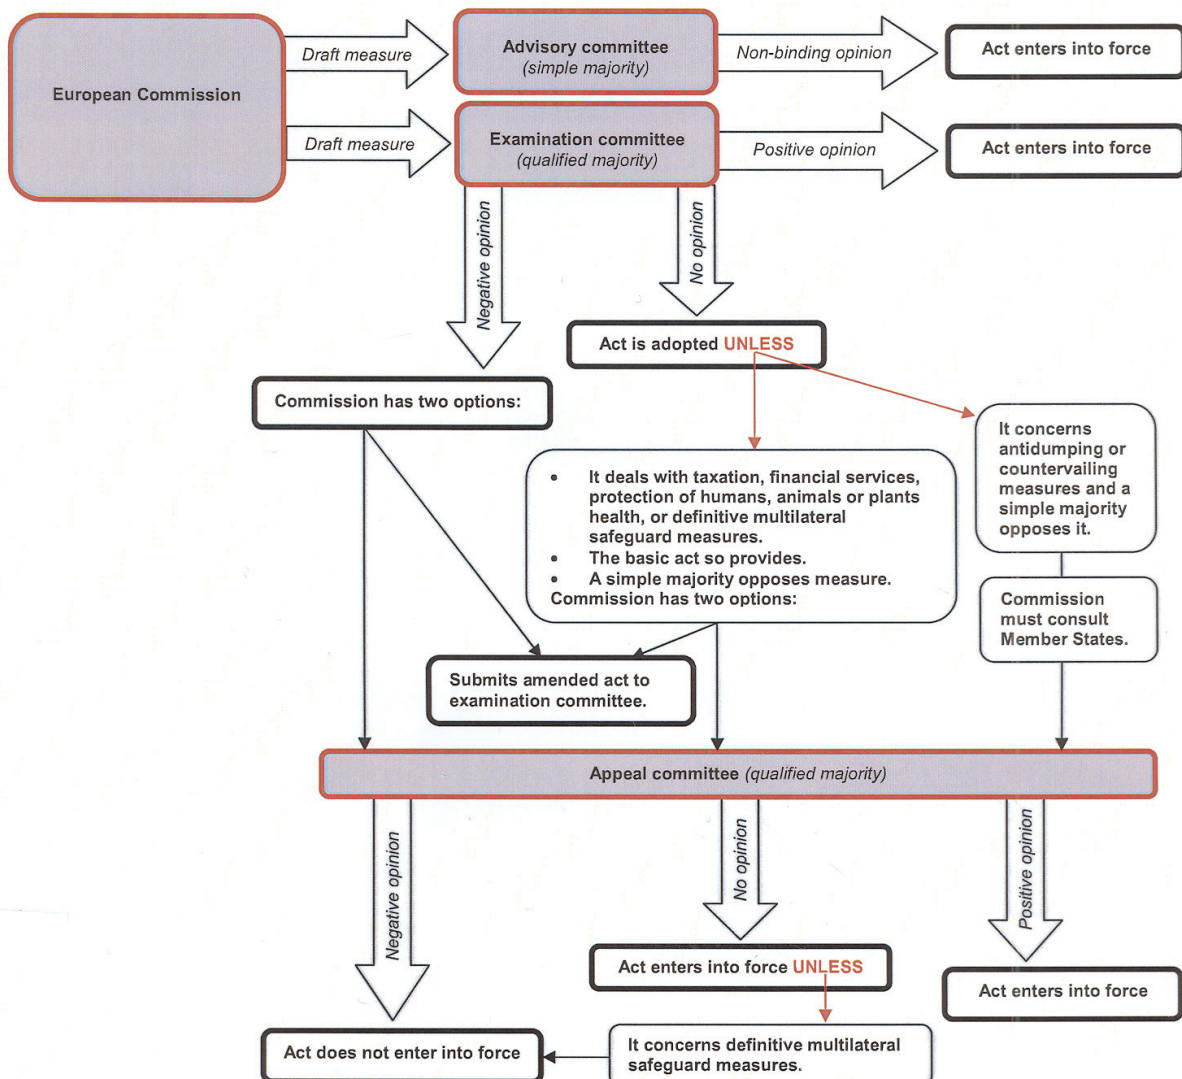 European Commission
Draft measure
Advisory committee
(simple majority)
Non-binding opinion
Act enters into force
Draft measure
Examination committee
(qualified majority)
Positive opinion
Act enters into force
Negative opinion
No opinion
Act is adopted UNLESS
Commission has two options:
It concerns
antidumping or
countervailing
measures and a
simple majority
opposes it.
• It deals with taxation, financial services,
protection of humans, animals or plants
health, or definitive multilateral
safeguard measures.
• The basic act so provides.
• A simple majority opposes measure.
Commission has two options:
Commission
must consult
Member States.
Submits amended act to
examination committee.
Appeal committee (qualified majority)
Negative opinion
No opinion
Positive opinion
Act enters into force UNLESS
Act enters into force
Act does not enter into force
It concerns definitive multilateral
safeguard measures.